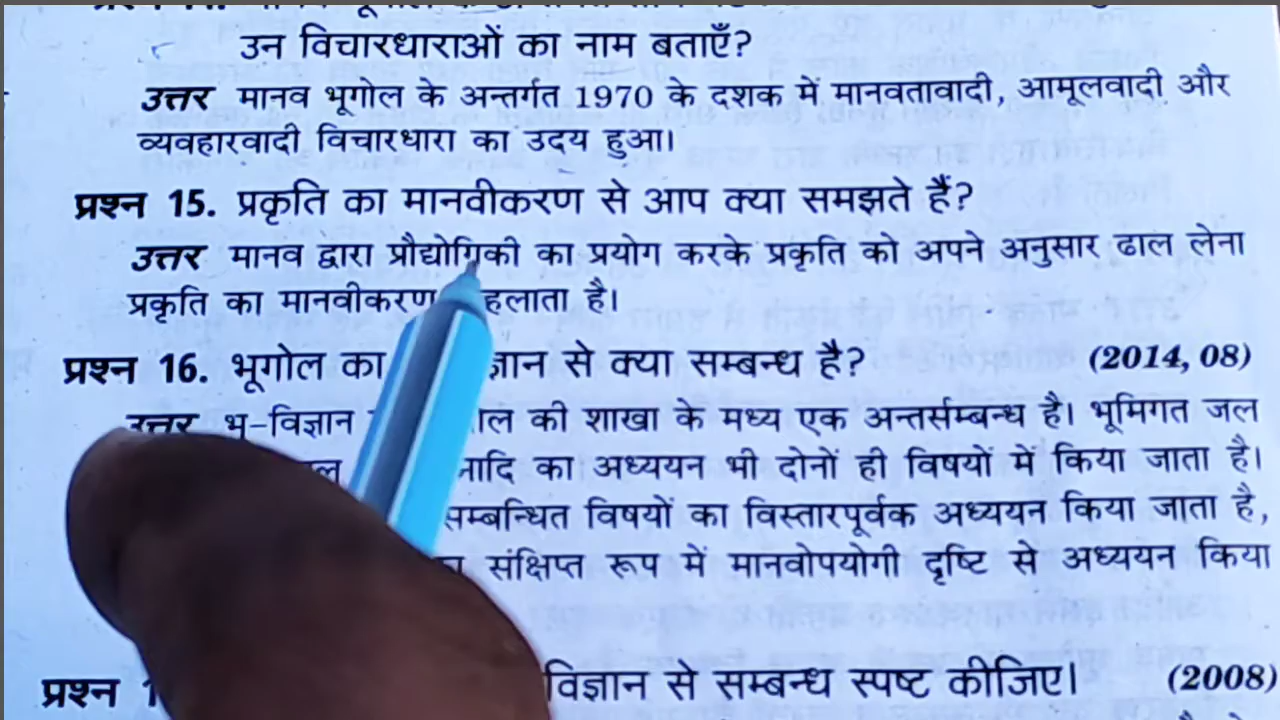 उन विचारधाराओं का नाम बताएँ?
उत्तर मानव भूगोल के अन्तर्गत 1970 के दशक में मानवतावादी, आमूलवादी और
व्यवहारवादी विचारधारा का उदय हुआ।
प्रश्न 15. प्रकृति का मानवीकरण से आप क्या समझते हैं?
उत्तर मानव द्वारा प्रौद्योगिकी का प्रयोग करके प्रकृति को अपने अनुसार ढाल लेना
प्रकृति का मानवीकरण हलाता है।
प्रश्न 16. भूगोल का ज्ञान से क्या सम्बन्ध है? (2014, 08)
उत्तर भू-विज्ञान ोल की शाखा के मध्य एक अन्तर्सम्बन्ध है। भूमिगत जल
आदि का अध्ययन भी दोनों ही विषयों में किया जाता है।
सम्बन्धित विषयों का विस्तारपूर्वक अध्ययन किया जाता है,
संक्षिप्त रूप में मानवोपयोगी दृष्टि से अध्ययन किया
प्रश्न 1 विज्ञान से सम्बन्ध स्पष्ट कीजिए। (2008)